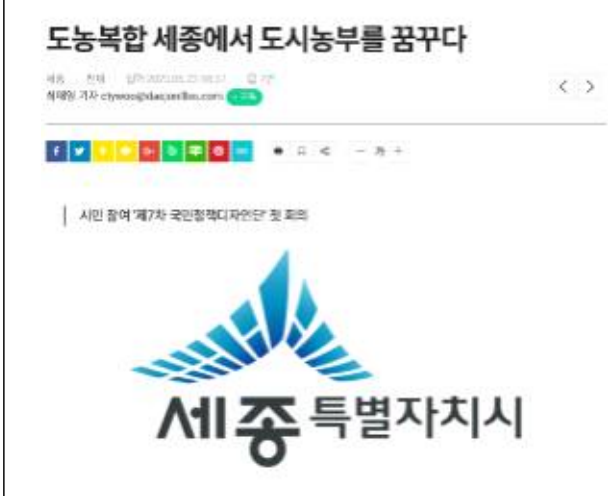 도농복합 세종에서 도시농부를 꿈꾸다
기자
시민 참여 '제7차 국민정책디자인단' 첫 회의
세종특별자치시